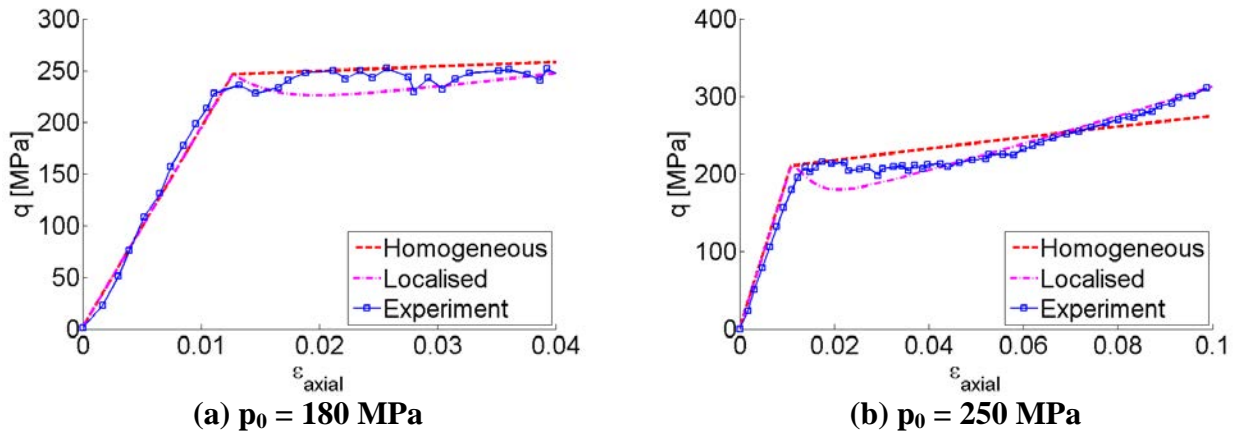 300
250
200
150
100
50
0
q [MPa]
Homogeneous
Localised
Experiment
0 0.01 0.02 0.03 0.04
ε axial
(a) p₀ = 180 MPa
400
300
200
100
0
q [MPa]
Homogeneous
Localised
Experiment
0 0.02 0.04 0.06 0.08 0.1
ε axial
(b) p₀ = 250 MPa